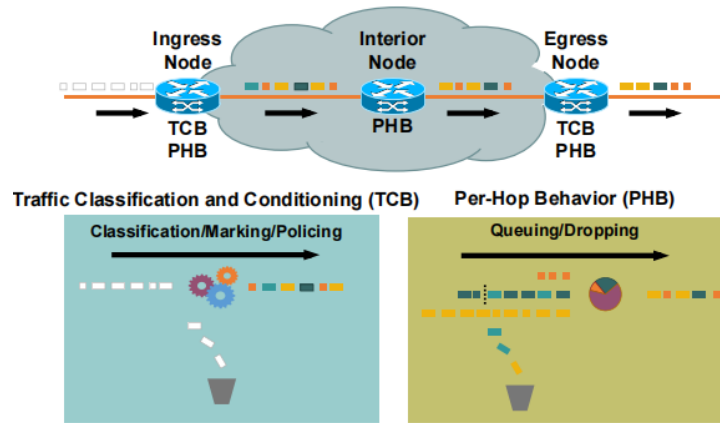 Ingress
Node
Interior
Node
Egress
Node
TCB
PHB
PHB
TCB
PHB
Traffic Classification and Conditioning (TCB)
Per-Hop Behavior (PHB)
Classification/Marking/Policing
Queuing/Dropping